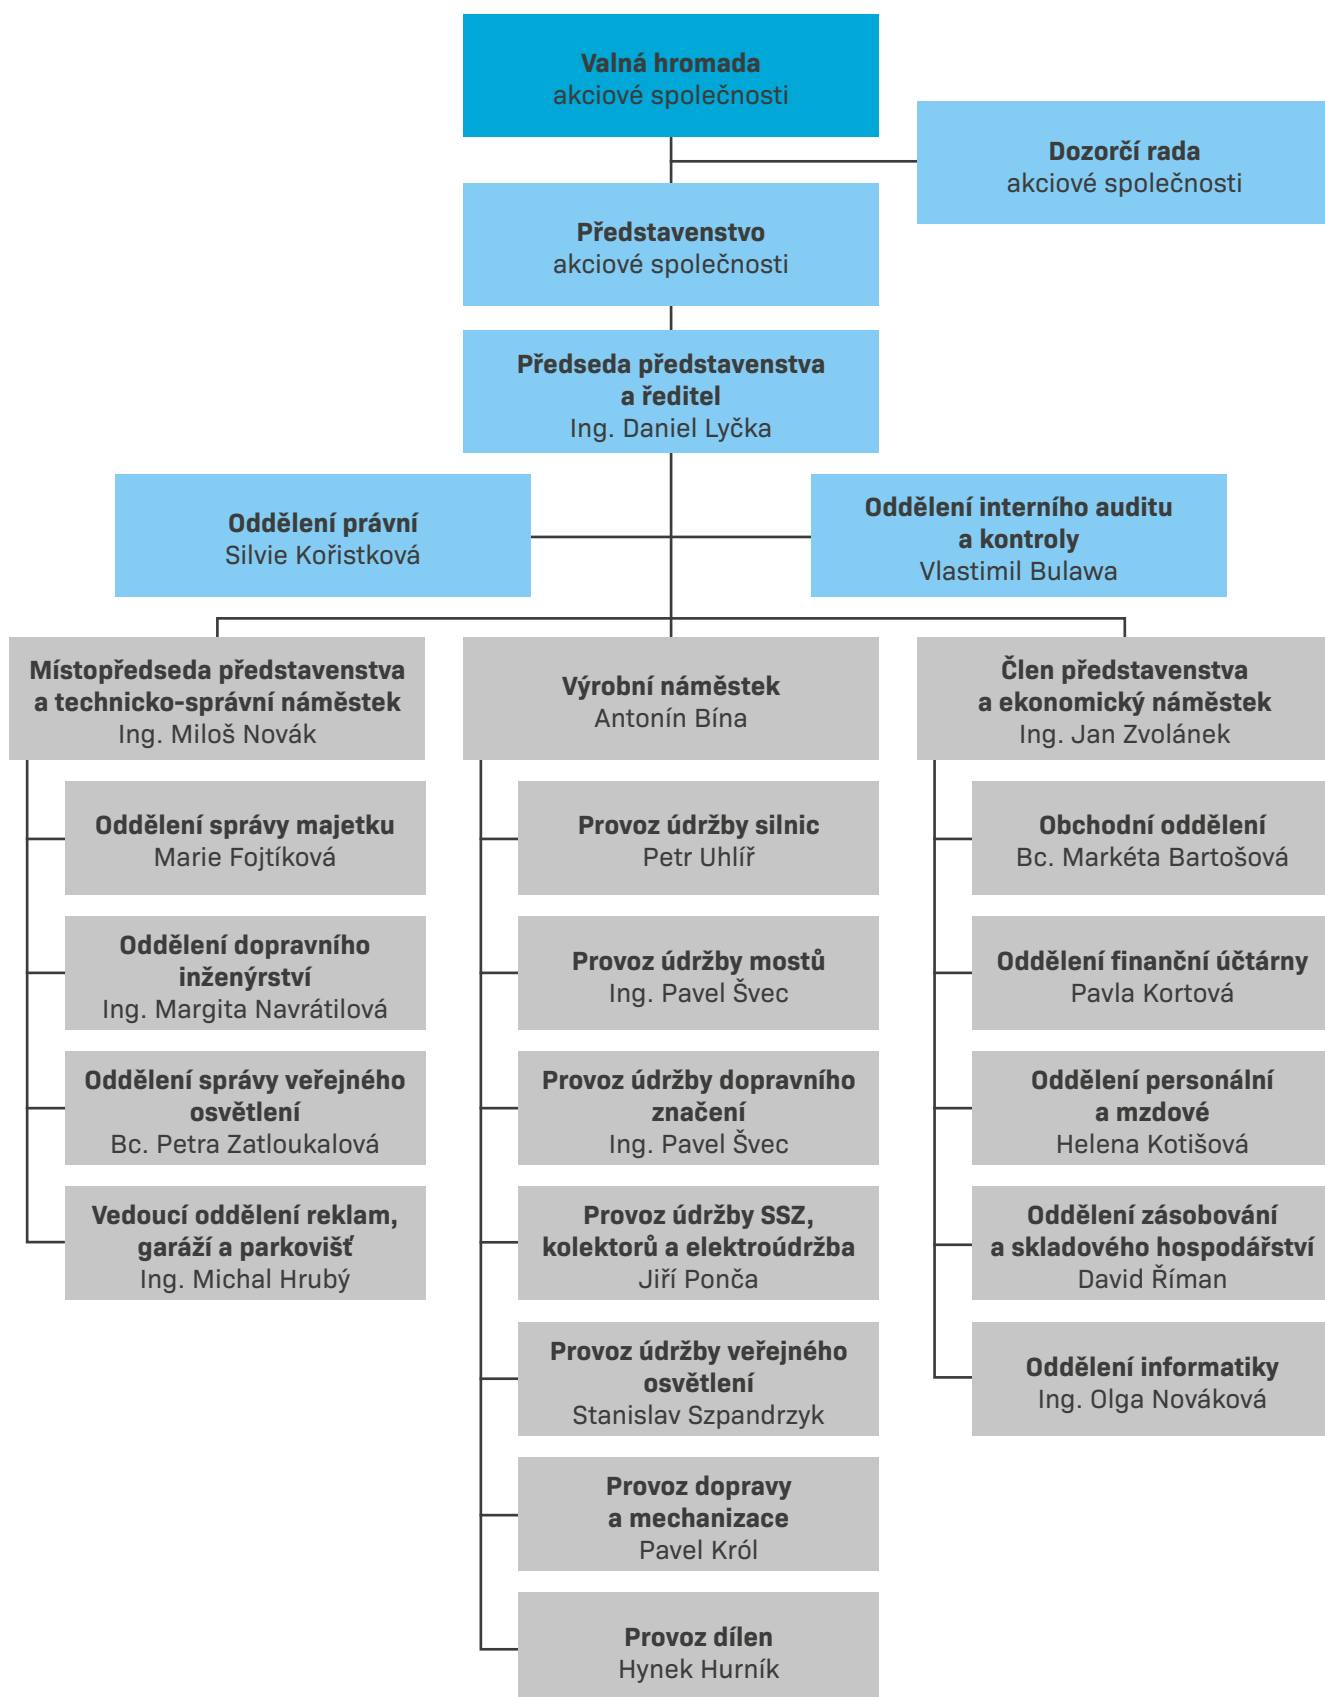 Valná hromada
akciové společnosti
Dozorčí rada
akciové společnosti
Představenstvo
akciové společnosti
Předseda představenstva
a ředitel
Ing. Daniel Lyčka
Oddělení právní
Silvie Kořistková
Oddělení interního auditu
a kontroly
Vlastimil Bulawa
Místopředseda představenstva
a technicko-správní náměstek
Ing. Miloš Novák
Oddělení správy majetku
Marie Fojtíková
Oddělení dopravního
inženýrství
Ing. Margita Navrátilová
Oddělení správy veřejného
osvětlení
Bc. Petra Zatloukalová
Vedoucí oddělení reklam,
garáží a parkovišť
Ing. Michal Hrubý
Výrobní náměstek
Antonín Bína
Provoz údržby silnic
Petr Uhlíř
Provoz údržby mostů
Ing. Pavel Švec
Provoz údržby dopravního
značení
Ing. Pavel Švec
Provoz údržby SSZ,
kolektorů a elektroúdržba
Jiří Ponča
Provoz údržby veřejného
osvětlení
Stanislav Szpandrzyk
Provoz dopravy
a mechanizace
Pavel Król
Provoz dílen
Hynek Hurník
Člen představenstva
a ekonomický náměstek
Ing. Jan Zvolánek
Obchodní oddělení
Bc. Markéta Bartošová
Oddělení finanční účtárny
Pavla Kortová
Oddělení personální
a mzdové
Helena Kotišová
Oddělení zásobování
a skladového hospodářství
David Říman
Oddělení informatiky
Ing. Olga Nováková